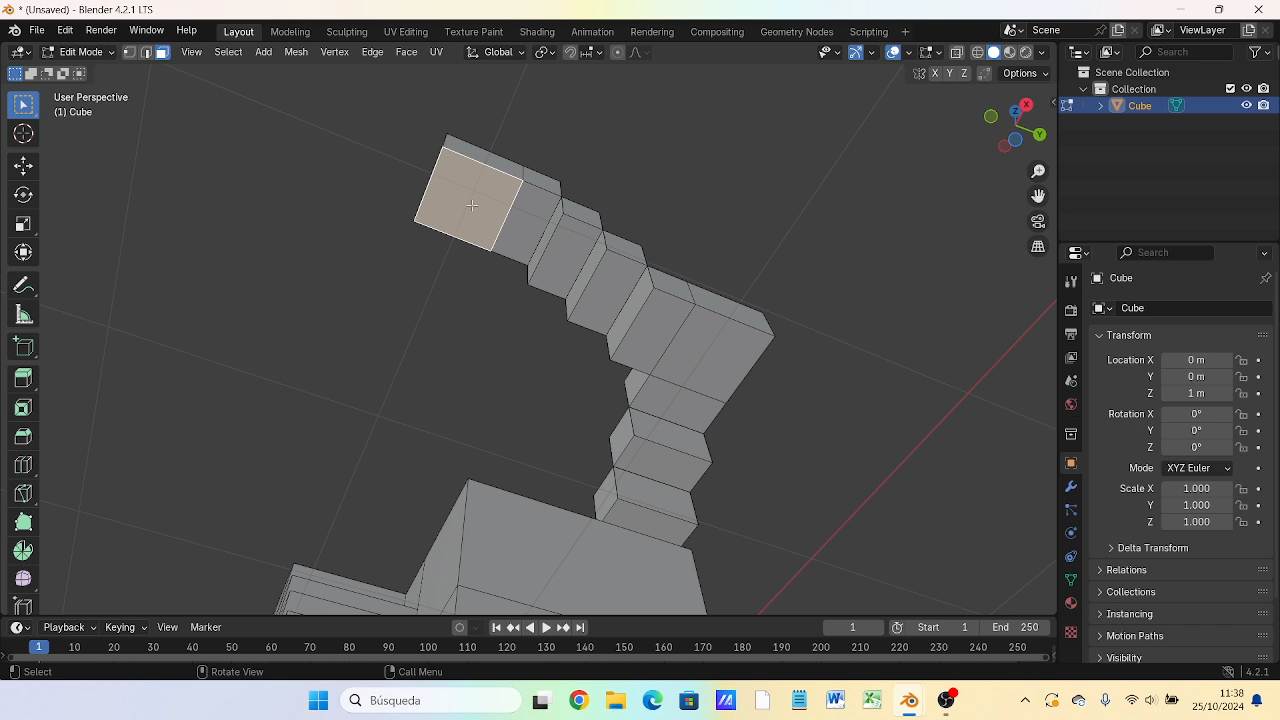 * (Unsaved) - Blender 4.2.1 LTS
File Edit Render Window Help Layout Modeling Sculpting UV Editing Texture Paint Shading Animation Rendering Compositing Geometry Nodes Scripting + Scene ViewLayer
Edit Mode View Select Add Mesh Vertex Edge Face UV Global Search
X Y Z Options Scene Collection
User Perspective Collection
(1) Cube Cube
X
Z
Y
Search
Cube
Cube
Transform
Location X 0 m
Y 0 m
Z 1 m
Rotation X 0°
Y 0°
Z 0°
Mode XYZ Euler
Scale X 1.000
Y 1.000
Z 1.000
Delta Transform
Relations
Collections
Instancing
Playback Keying View Marker 1 Start 1 End 250
Motion Paths
1 10 20 30 40 50 60 70 80 90 100 110 120 130 140 150 160 170 180 190 200 210 220 230 240 250
Visibility
Select Rotate View Call Menu 4.2.1
Búsqueda
11:38
25/10/2024